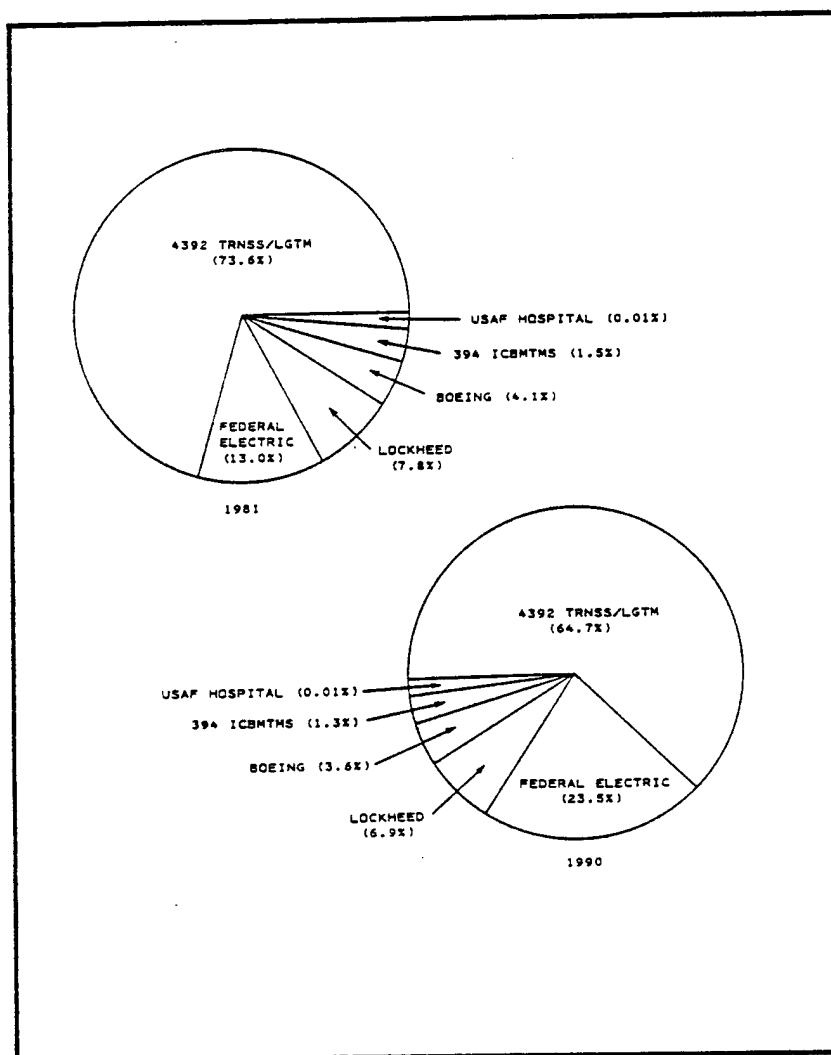 4392 TRNSS/LGTM
(73.6%)
USAF HOSPITAL (0.01%)
394 ICBMTMS (1.5%)
BOEING (4.1%)
LOCKHEED
(7.8%)
FEDERAL
ELECTRIC
(13.0%)
1981
4392 TRNSS/LGTM
(64.7%)
USAF HOSPITAL (0.01%)
394 ICBMTMS (1.3%)
BOEING (3.6%)
LOCKHEED
(6.9%)
FEDERAL ELECTRIC
(23.5%)
1990